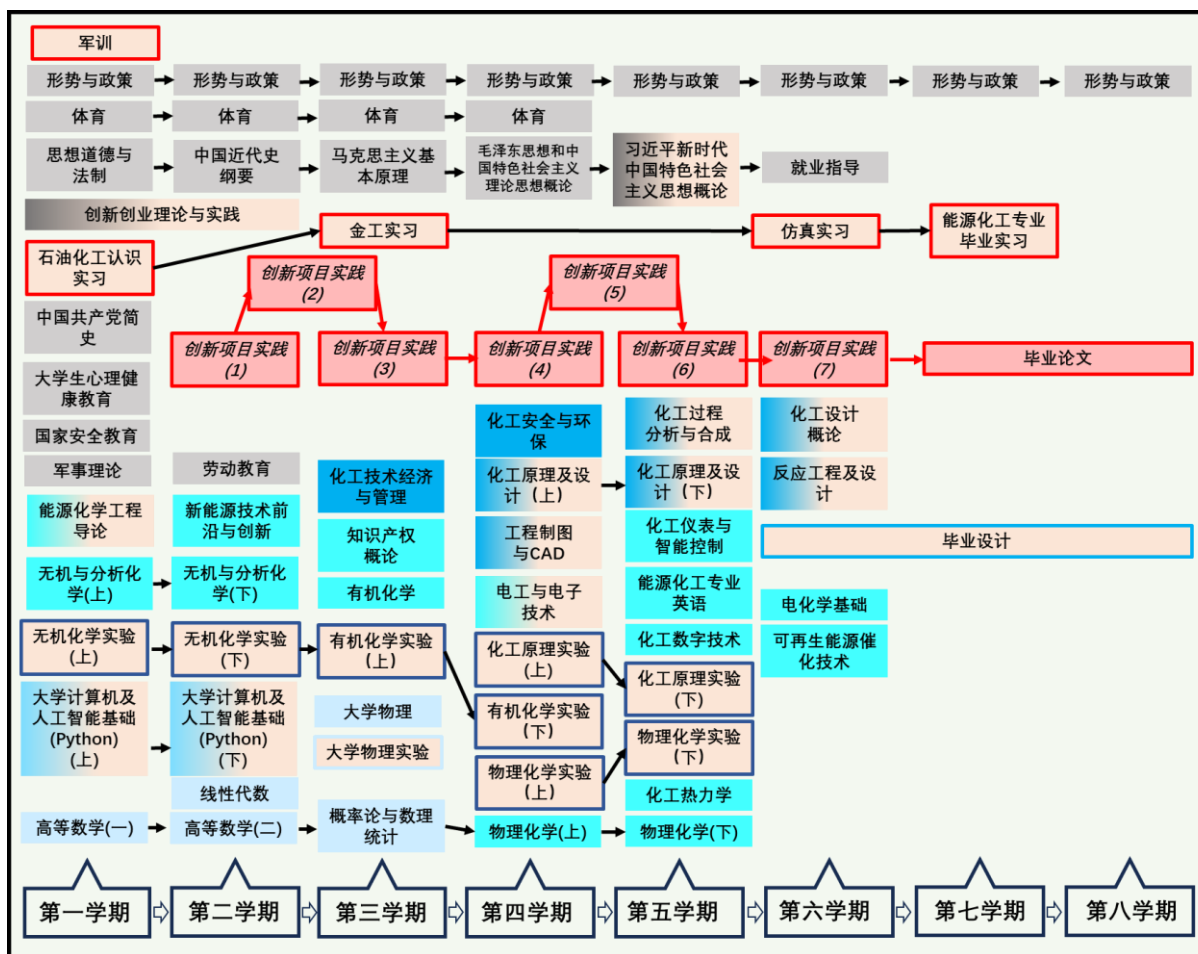 军训
形势与政策 形势与政策 形势与政策 形势与政策 形势与政策 形势与政策 形势与政策 形势与政策
体育 体育 体育 体育
思想道德与
法制
中国近代史
纲要
马克思主义基
本原理
毛泽东思想和中
国特色社会主义
理论思想概论
习近平新时代
中国特色社会
主义思想概论
就业指导
创新创业理论与实践
石油化工认识
实习
金工实习
仿真实习
能源化工专业
毕业实习
创新项目实践
(1)
创新项目实践
(2)
创新项目实践
(3)
创新项目实践
(4)
创新项目实践
(5)
创新项目实践
(6)
创新项目实践
(7)
毕业论文
中国共产党简
史
大学生心理健
康教育
国家安全教育
军事理论
能源化学工程
导论
无机与分析化
学(上)
无机化学实验
(上)
大学计算机及
人工智能基础
(Python)
(上)
高等数学(一)
劳动教育
新能源技术前
沿与创新
无机与分析化
学(下)
无机化学实验
(下)
大学计算机及
人工智能基础
(Python)
(下)
线性代数
高等数学(二)
化工技术经济
与管理
知识产权
概论
有机化学
有机化学实验
(上)
大学物理
大学物理实验
概率论与数理
统计
化工安全与环
保
化工原理及设
计（上）
工程制图
与CAD
电工与电子
技术
化工原理实验
(上)
有机化学实验
(下)
物理化学实验
(上)
物理化学(上)
化工过程
分析与合成
化工原理及设
计（下）
化工仪表与
智能控制
能源化工专业
英语
化工数字技术
化工原理实验
(下)
物理化学实验
(下)
化工热力学
物理化学(下)
化工设计
概论
反应工程及设
计
毕业设计
电化学基础
可再生能源催
化技术
第一学期 第二学期 第三学期 第四学期 第五学期 第六学期 第七学期 第八学期